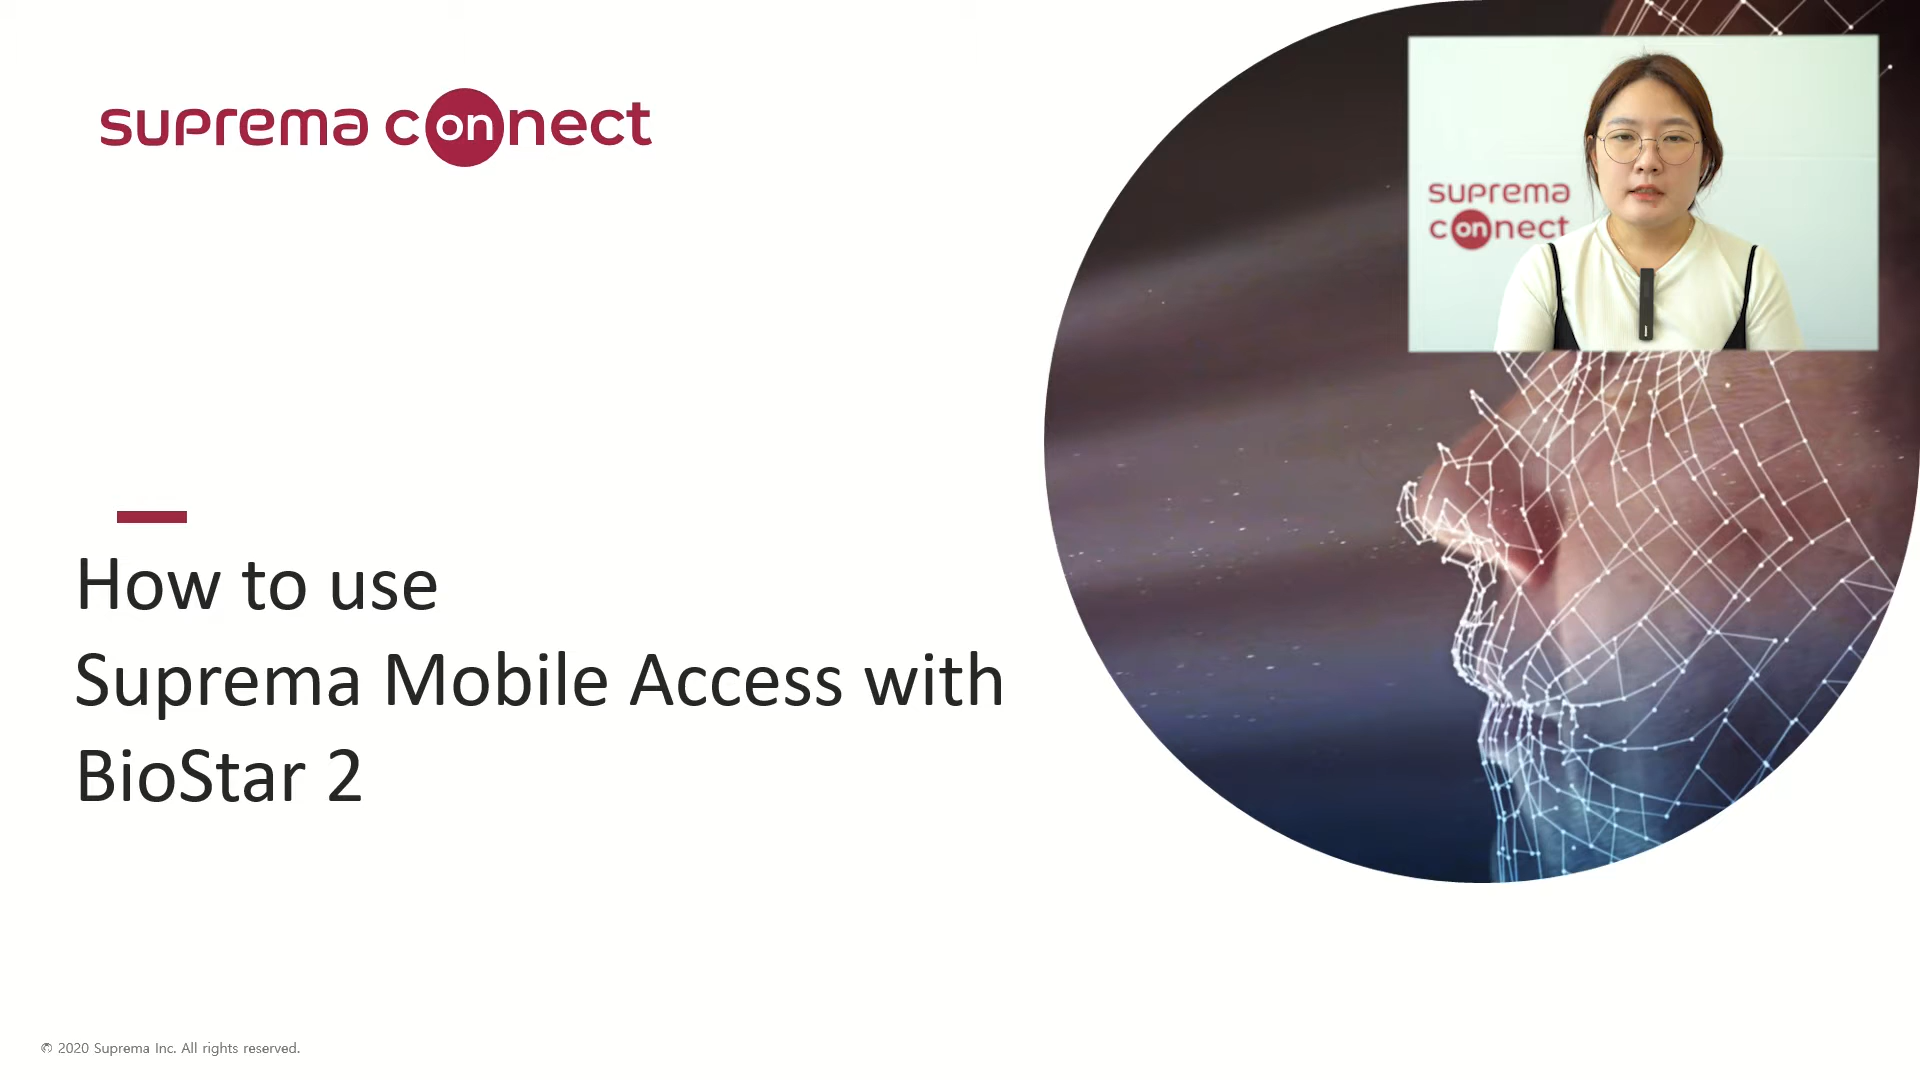 suprema connect
suprema
connect
How to use
Suprema Mobile Access with
BioStar 2
© 2020 Suprema Inc. All rights reserved.